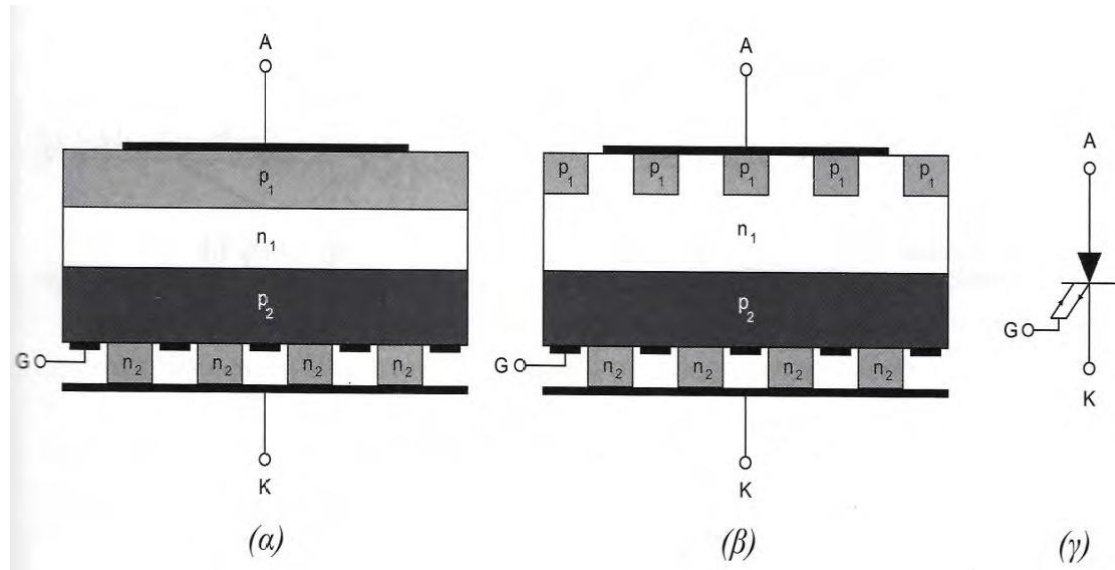 A
p1
n1
p2
G
n2 n2 n2 n2
K
(α)
A
p1 p1 p1 p1 p1
n1
p2
G
n2 n2 n2 n2
K
(β)
A
G
K
(γ)